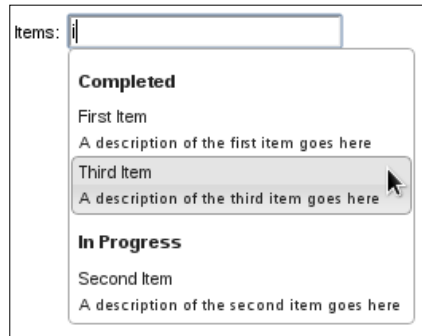 Items: i
Completed
First Item
A description of the first item goes here
Third Item
A description of the third item goes here
In Progress
Second Item
A description of the second item goes here